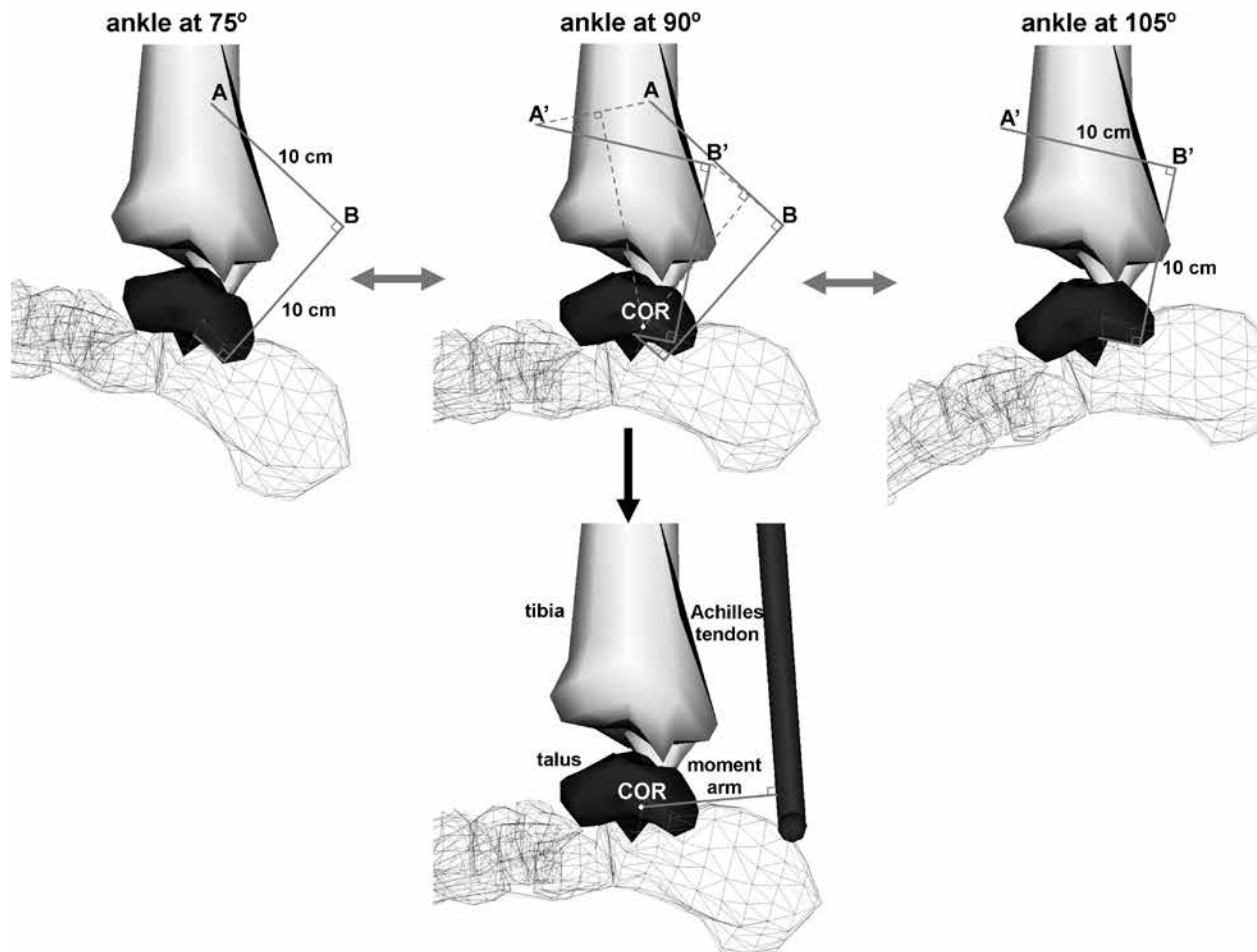 ankle at 75º
ankle at 90º
ankle at 105º
A
10 cm
B
10 cm
A
A’
B’
B
COR
A’
10 cm
B’
10 cm
tibia
Achilles
tendon
talus
moment
arm
COR